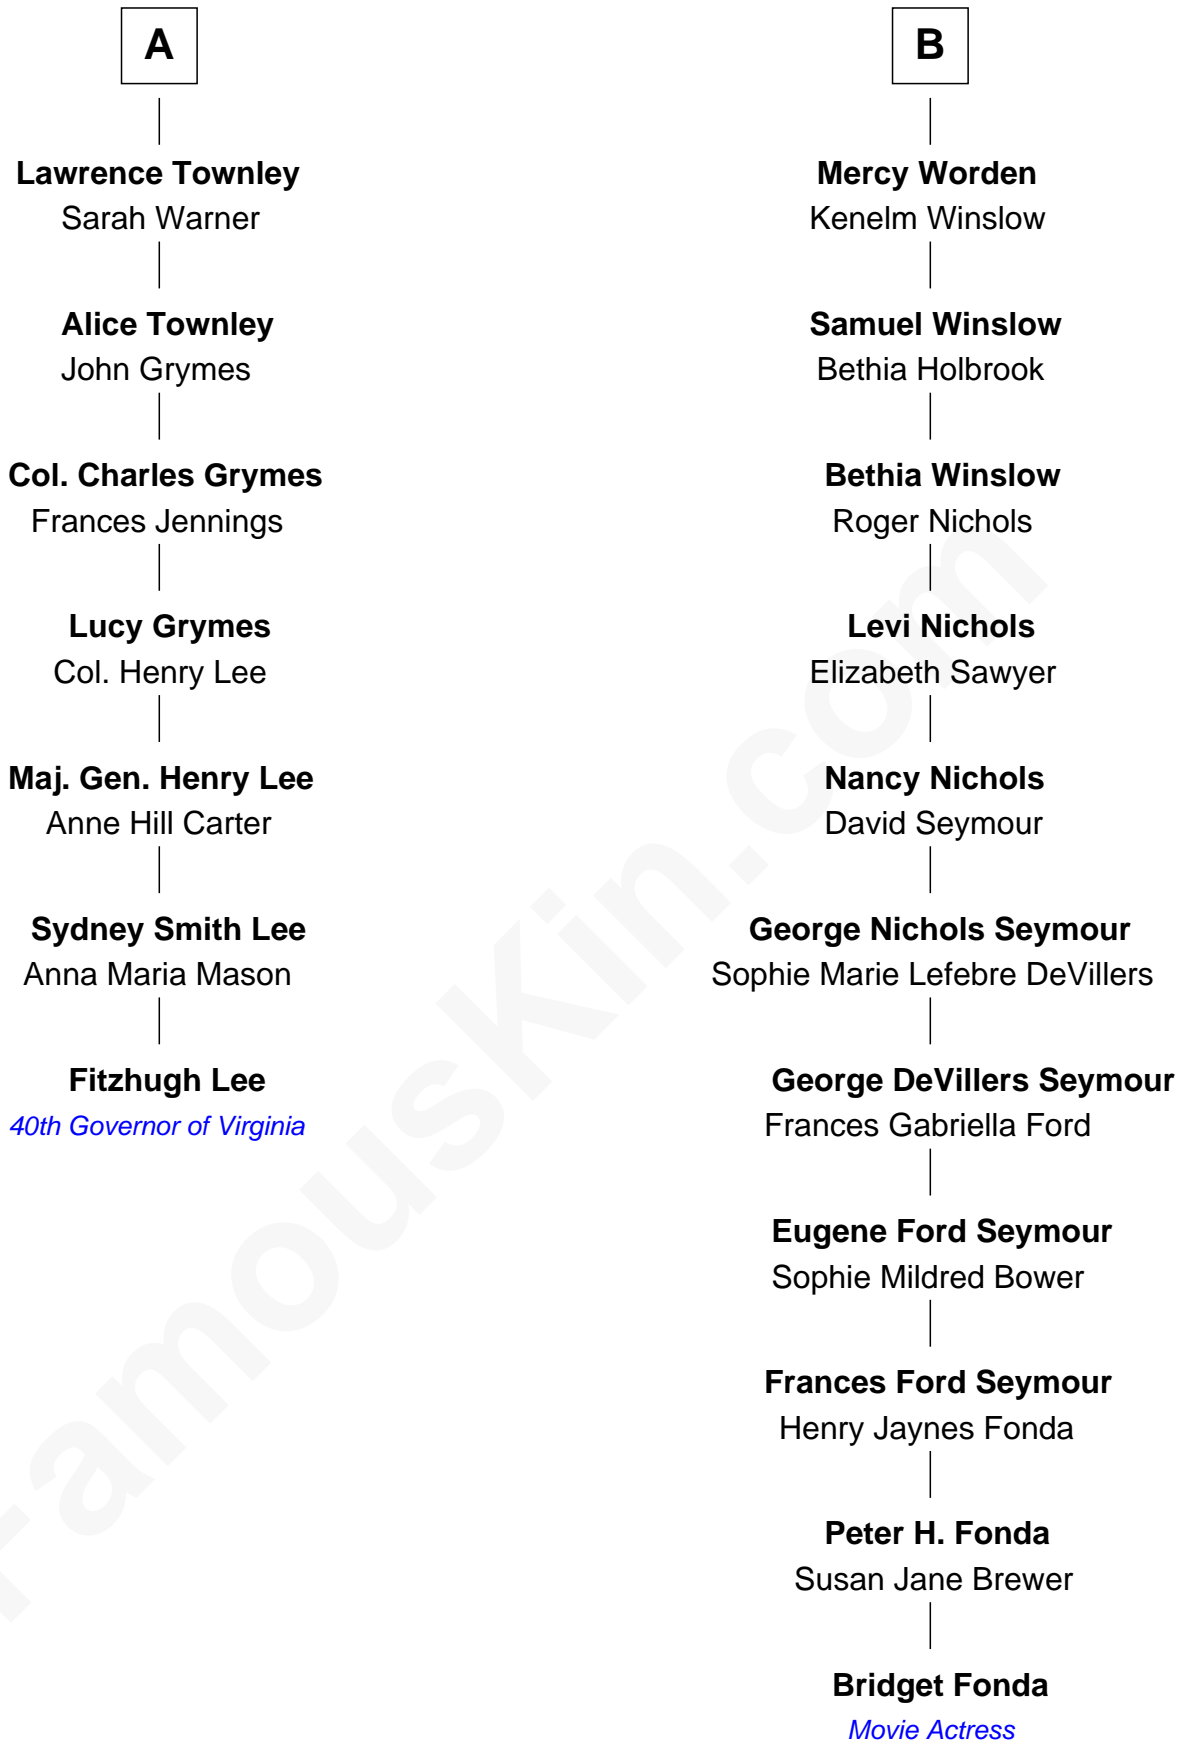 A
Lawrence Townley
Sarah Warner
Alice Townley
John Grymes
Col. Charles Grymes
Frances Jennings
Lucy Grymes
Col. Henry Lee
Maj. Gen. Henry Lee
Anne Hill Carter
Sydney Smith Lee
Anna Maria Mason
Fitzhugh Lee
40th Governor of Virginia
B
Mercy Worden
Kenelm Winslow
Samuel Winslow
Bethia Holbrook
Bethia Winslow
Roger Nichols
Levi Nichols
Elizabeth Sawyer
Nancy Nichols
David Seymour
George Nichols Seymour
Sophie Marie Lefebre DeVillers
George DeVillers Seymour
Frances Gabriella Ford
Eugene Ford Seymour
Sophie Mildred Bower
Frances Ford Seymour
Henry Jaynes Fonda
Peter H. Fonda
Susan Jane Brewer
Bridget Fonda
Movie Actress
FamousKin.com